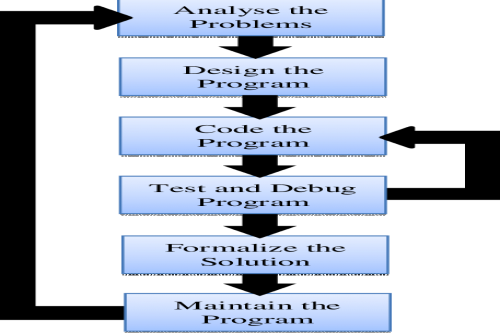 Analyse the
Problems
Design the
Program
Code the
Program
Test and Debug
Program
Formalize the
Solution
Maintain the
Program